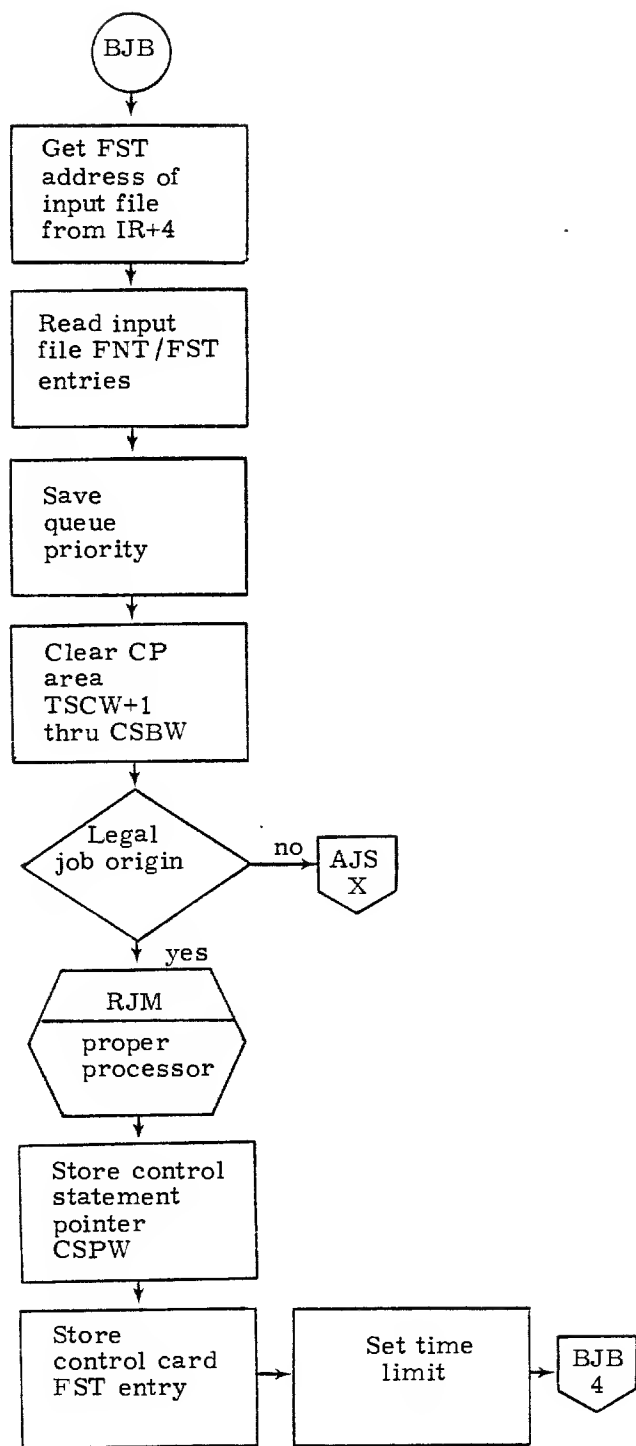 BJB
Get FST
address of
input file
from IR+4
Read input
file FNT/FST
entries
Save
queue
priority
Clear CP
area
TSCW+1
thru CSBW
Legal
job origin
no
AJS
X
yes
RJM
proper
processor
Store control
statement
pointer
CSPW
Store
control card
FST entry
Set time
limit
BJB
4